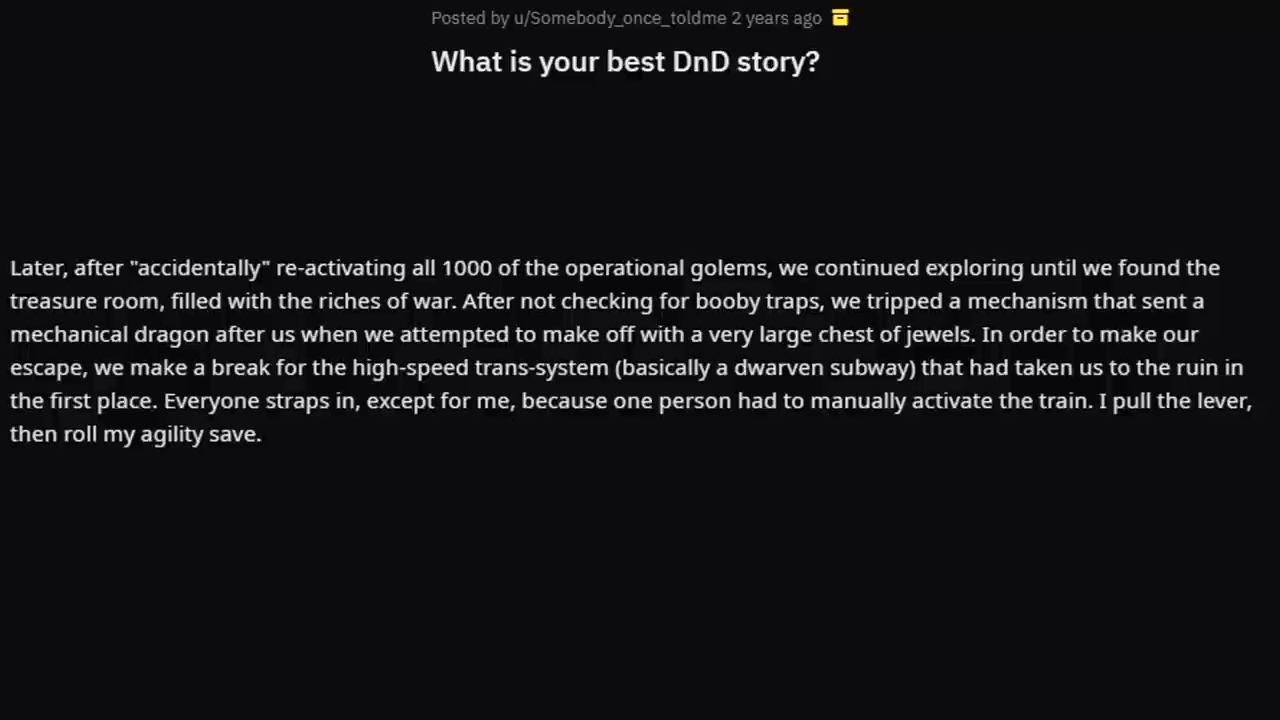 Posted by u/Somebody_once_toldme 2 years ago
What is your best DnD story?
Later, after "accidentally" re-activating all 1000 of the operational golems, we continued exploring until we found the
treasure room, filled with the riches of war. After not checking for booby traps, we tripped a mechanism that sent a
mechanical dragon after us when we attempted to make off with a very large chest of jewels. In order to make our
escape, we make a break for the high-speed trans-system (basically a dwarven subway) that had taken us to the ruin in
the first place. Everyone straps in, except for me, because one person had to manually activate the train. I pull the lever,
then roll my agility save.